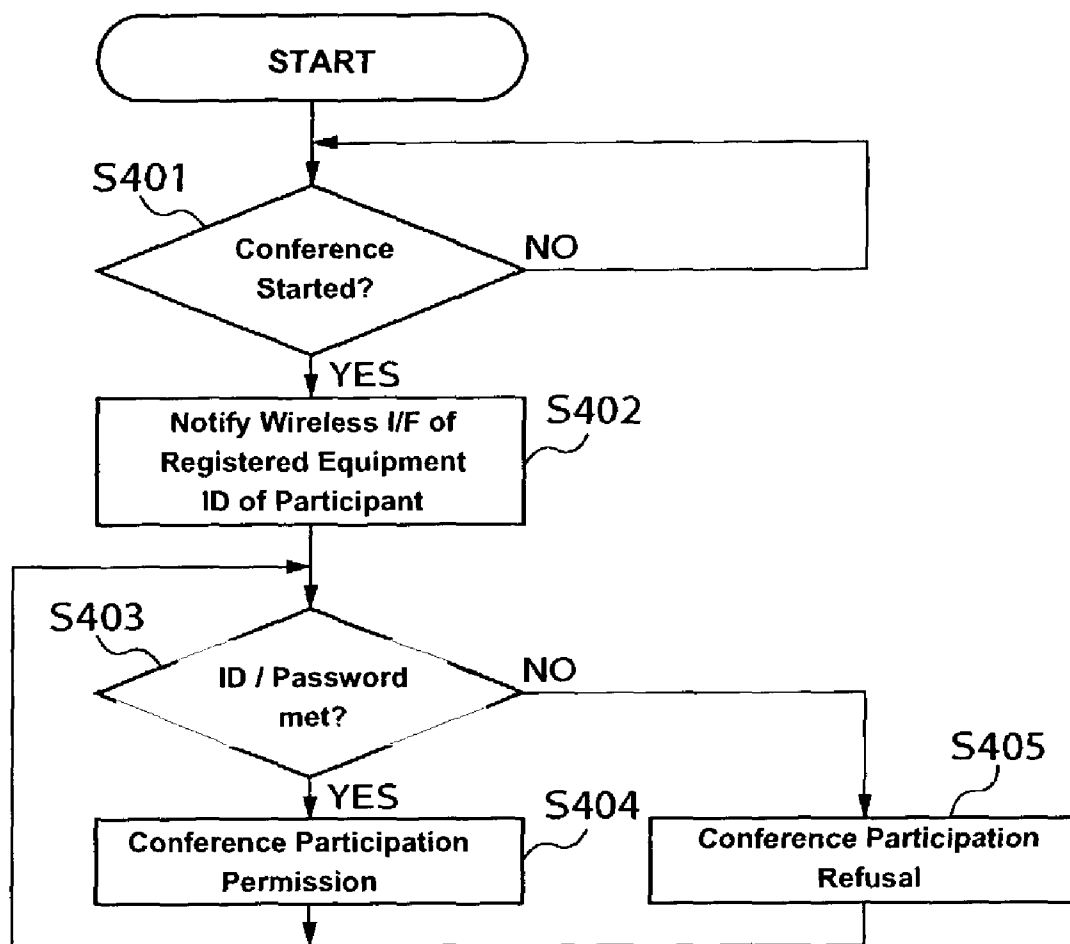 START
S401
Conference
Started?
NO
YES
Notify Wireless I/F of
Registered Equipment
ID of Participant
S402
S403
ID / Password
met?
NO
YES
S404
S405
Conference Participation
Permission
Conference Participation
Refusal